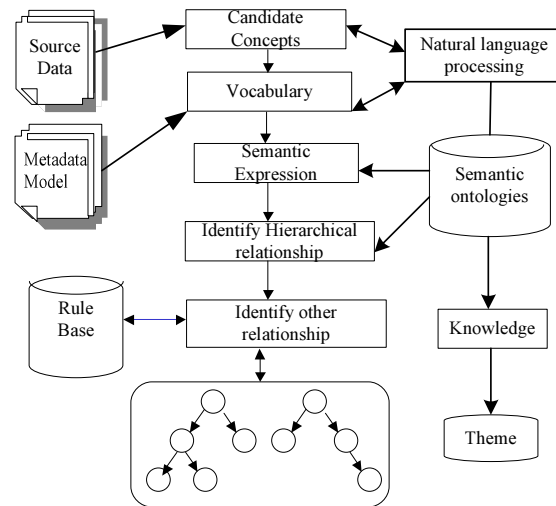 Source
Data
Candidate
Concepts
Natural language
processing
Vocabulary
Metadata
Model
Semantic
Expression
Semantic
ontologies
Identify Hierarchical
relationship
Rule
Base
Identify other
relationship
Knowledge
Theme